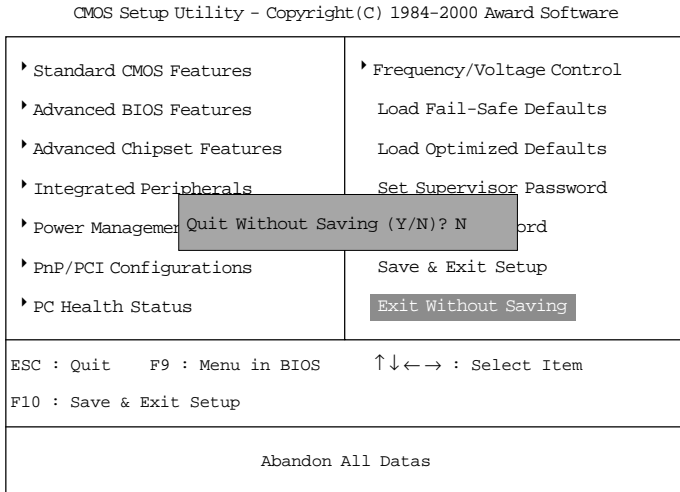 CMOS Setup Utility - Copyright(C) 1984-2000 Award Software
Standard CMOS Features
Advanced BIOS Features
Advanced Chipset Features
Integrated Peripherals
Power
PnP/PCI Configurations
PC Health Status
Frequency/Voltage Control
Load Fail-Safe Defaults
Load Optimized Defaults
Set Supervisor Password
Save & Exit Setup
Exit Without Saving
Quit Without Saving (Y/N)? N
ESC : Quit F9 : Menu in BIOS ↑↓←→ : Select Item
F10 : Save & Exit Setup
Abandon All Datas